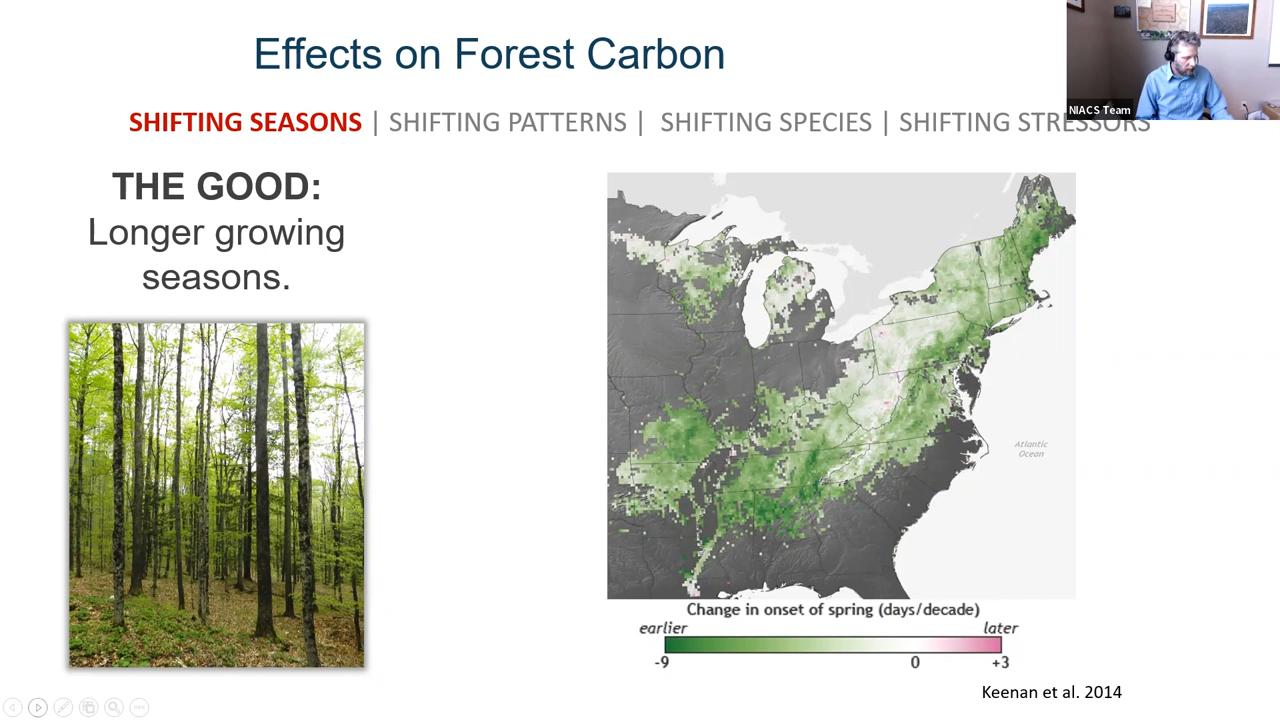 Effects on Forest Carbon
NIACS Team
SHIFTING SEASONS | SHIFTING PATTERNS | SHIFTING SPECIES | SHIFTING STRESSORS
THE GOOD:
Longer growing
seasons.
Atlantic
Ocean
Change in onset of spring (days/decade)
earlier later
-9 0 +3
Keenan et al. 2014